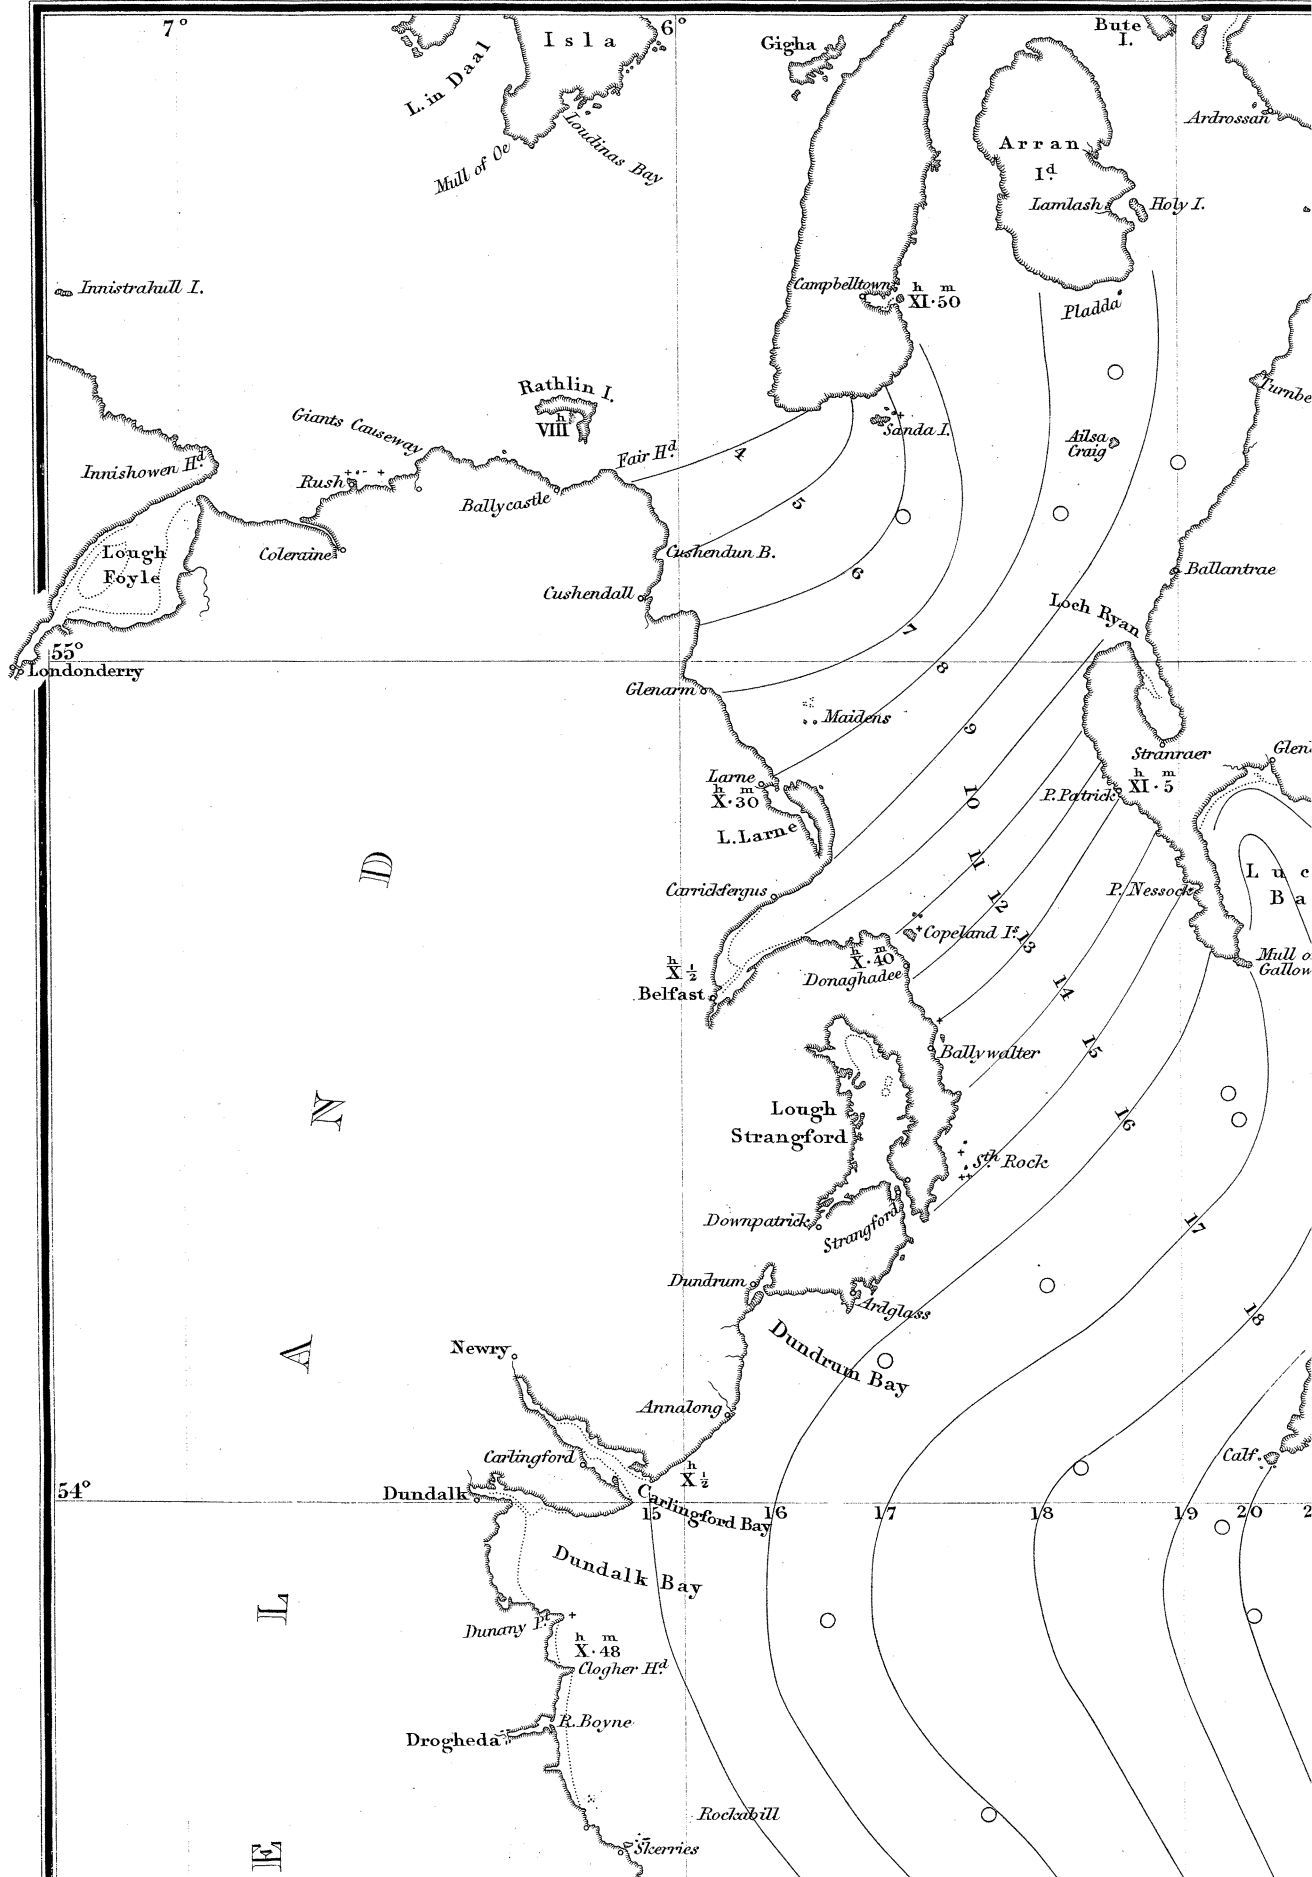 7° 6°
Isla
L. in Daal
Gigha
Bute
I.
Ardrossan
Mull of Oe
Loudinas Bay
Arran
Id.
Lamlash
Holy I.
Innistrahull I.
Campbelltown
h m
XI·50
Pladda
Rathlin I.
h
VIII
Giants Causeway
Sanda I.
Ailsa
Craig
Innishowen Hd.
Rush
Fair Hd.
4
Ballycastle
5
Lough
Foyle
Coleraine
Cushendun B.
6
Ballantrae
Cushendall
Loch Ryan
7
55°
Londonderry
8
Glenarm
Maidens
9
Stranraer
Larne
h m
X·30
10
P. Patrick
h m
XI·5
L. Larne
11
D
Carrickfergus
12
P. Nessock
Luc
Ba
Copeland Is.
13
h m
X·40
Donaghadee
Mull o
Gallow
h
X ½
Belfast
14
Ballywalter
15
N
Lough
Strangford
16
Sth. Rock
Downpatrick
Strangford
17
Dundrum
Ardglass
18
Dundrum Bay
A
Newry
Annalong
Carlingford
h
X ½
Calf.
54°
Dundalk
Carlingford Bay
15 16 17 18 19 20 2
Dundalk Bay
L
Dunany Pt.
h m
X·48
Clogher Hd.
R. Boyne
Drogheda
Rockabill
E
Skerries